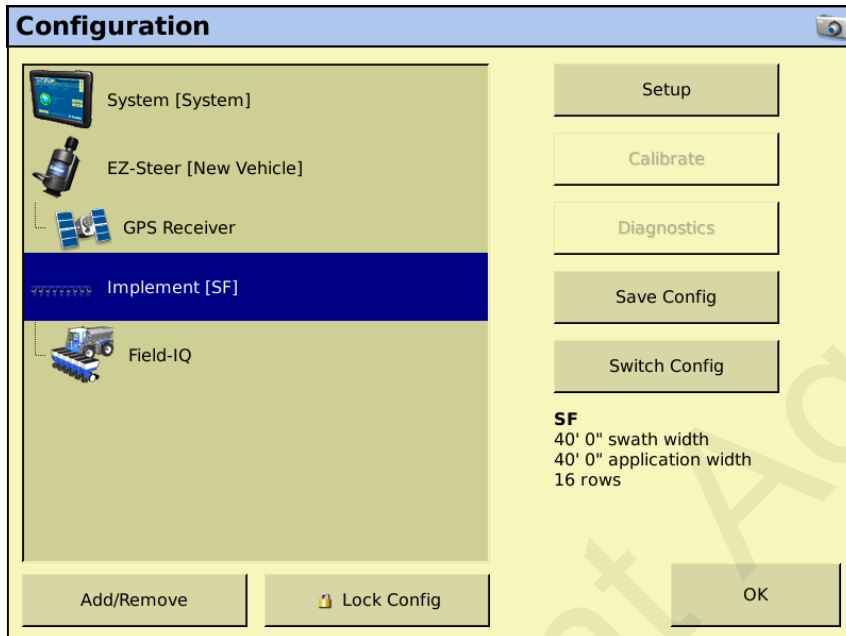 Configuration
System [System]
EZ-Steer [New Vehicle]
GPS Receiver
Implement [SF]
Field-IQ
Setup
Calibrate
Diagnostics
Save Config
Switch Config
SF
40' 0" swath width
40' 0" application width
16 rows
Add/Remove
Lock Config
OK